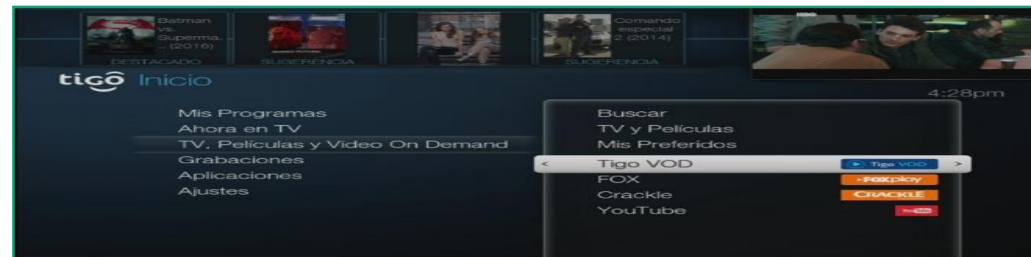 Batman
vs.
Superma.
.. (2016)
DESTACADO
SUGERENCIA
Comando
especial
2 (2014)
SUGERENCIA
tigo Inicio
4:28pm
Mis Programas
Ahora en TV
TV, Películas y Video On Demand
Grabaciones
Aplicaciones
Ajustes
Buscar
TV y Películas
Mis Preferidos
< Tigo VOD Tigo VOD >
FOX FOXplay
Crackle CRACKLE
YouTube YouTube